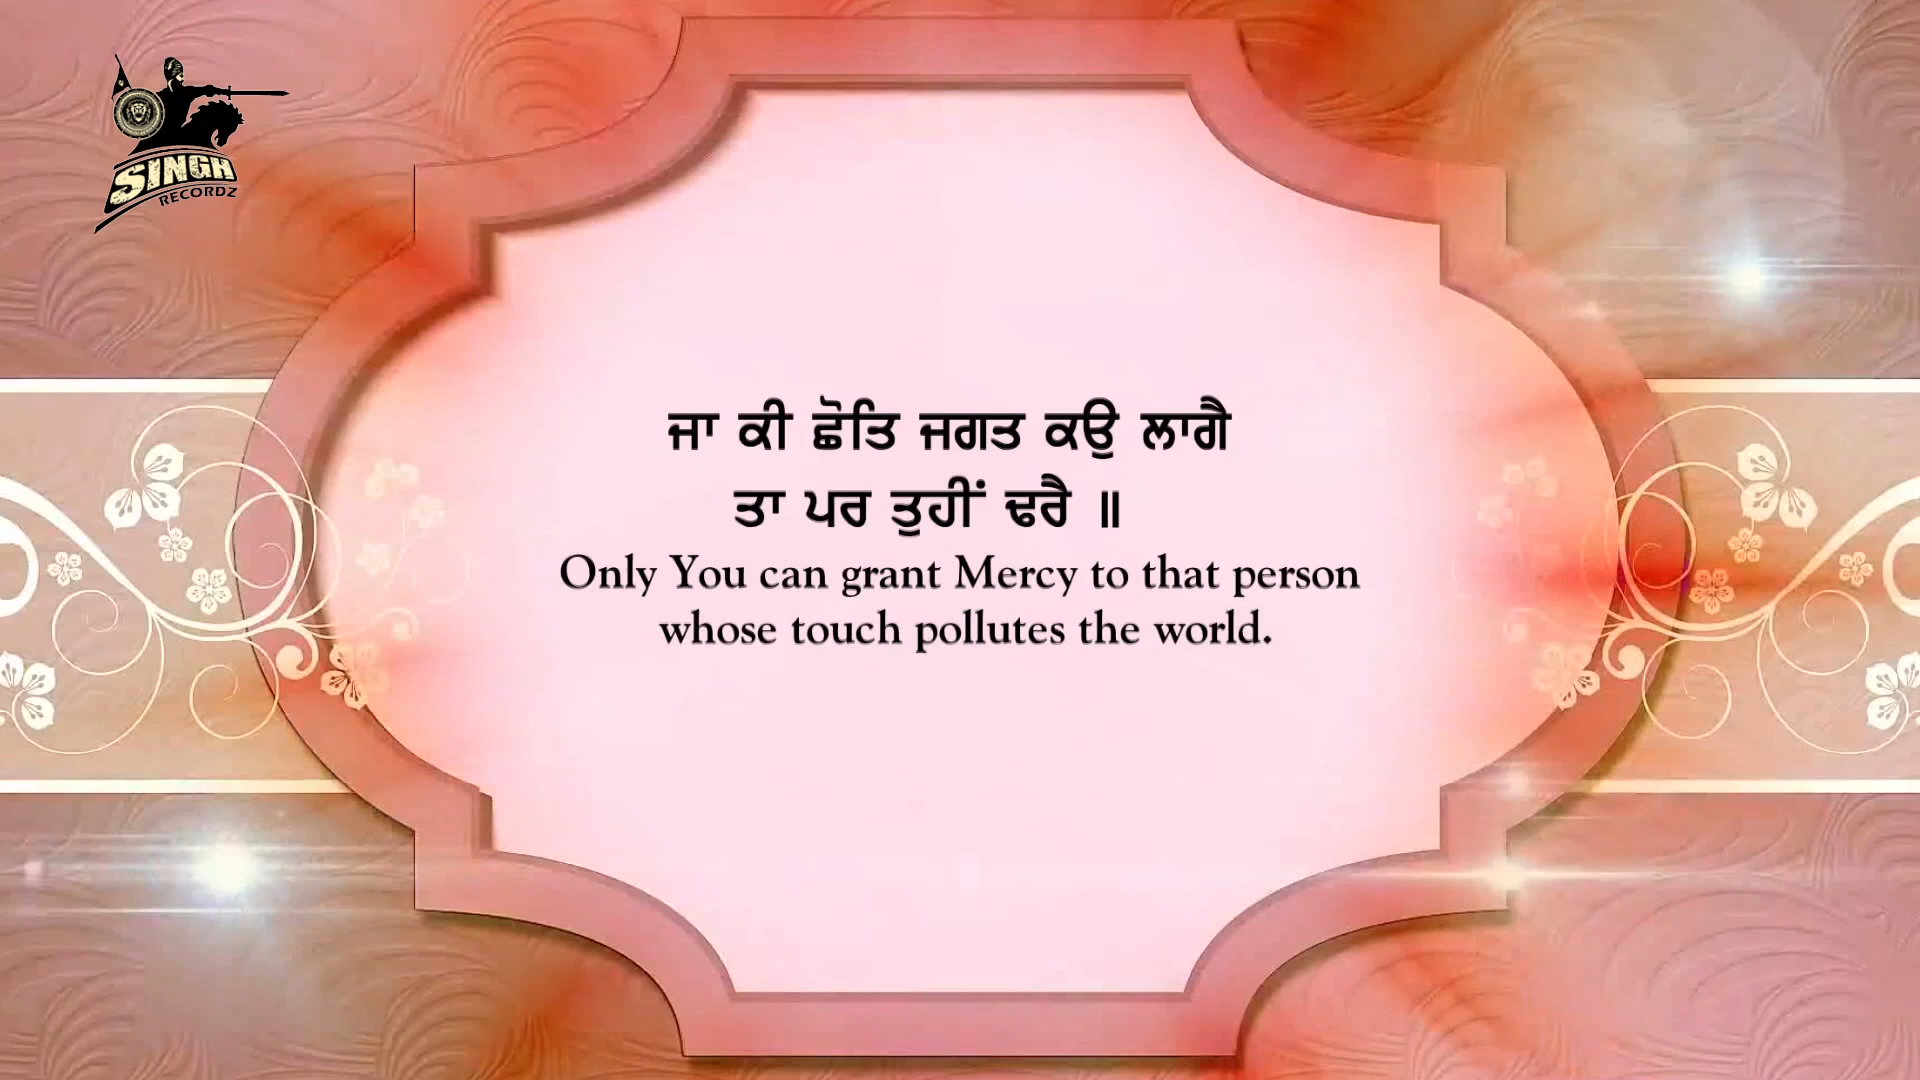 SINGH
RECORDZ
ਜਾ ਕੀ ਛੋਤਿ ਜਗਤ ਕਉ ਲਾਗੈ
ਤਾ ਪਰ ਤੁਹੀਂ ਢਰੈ ॥
Only You can grant Mercy to that person
whose touch pollutes the world.